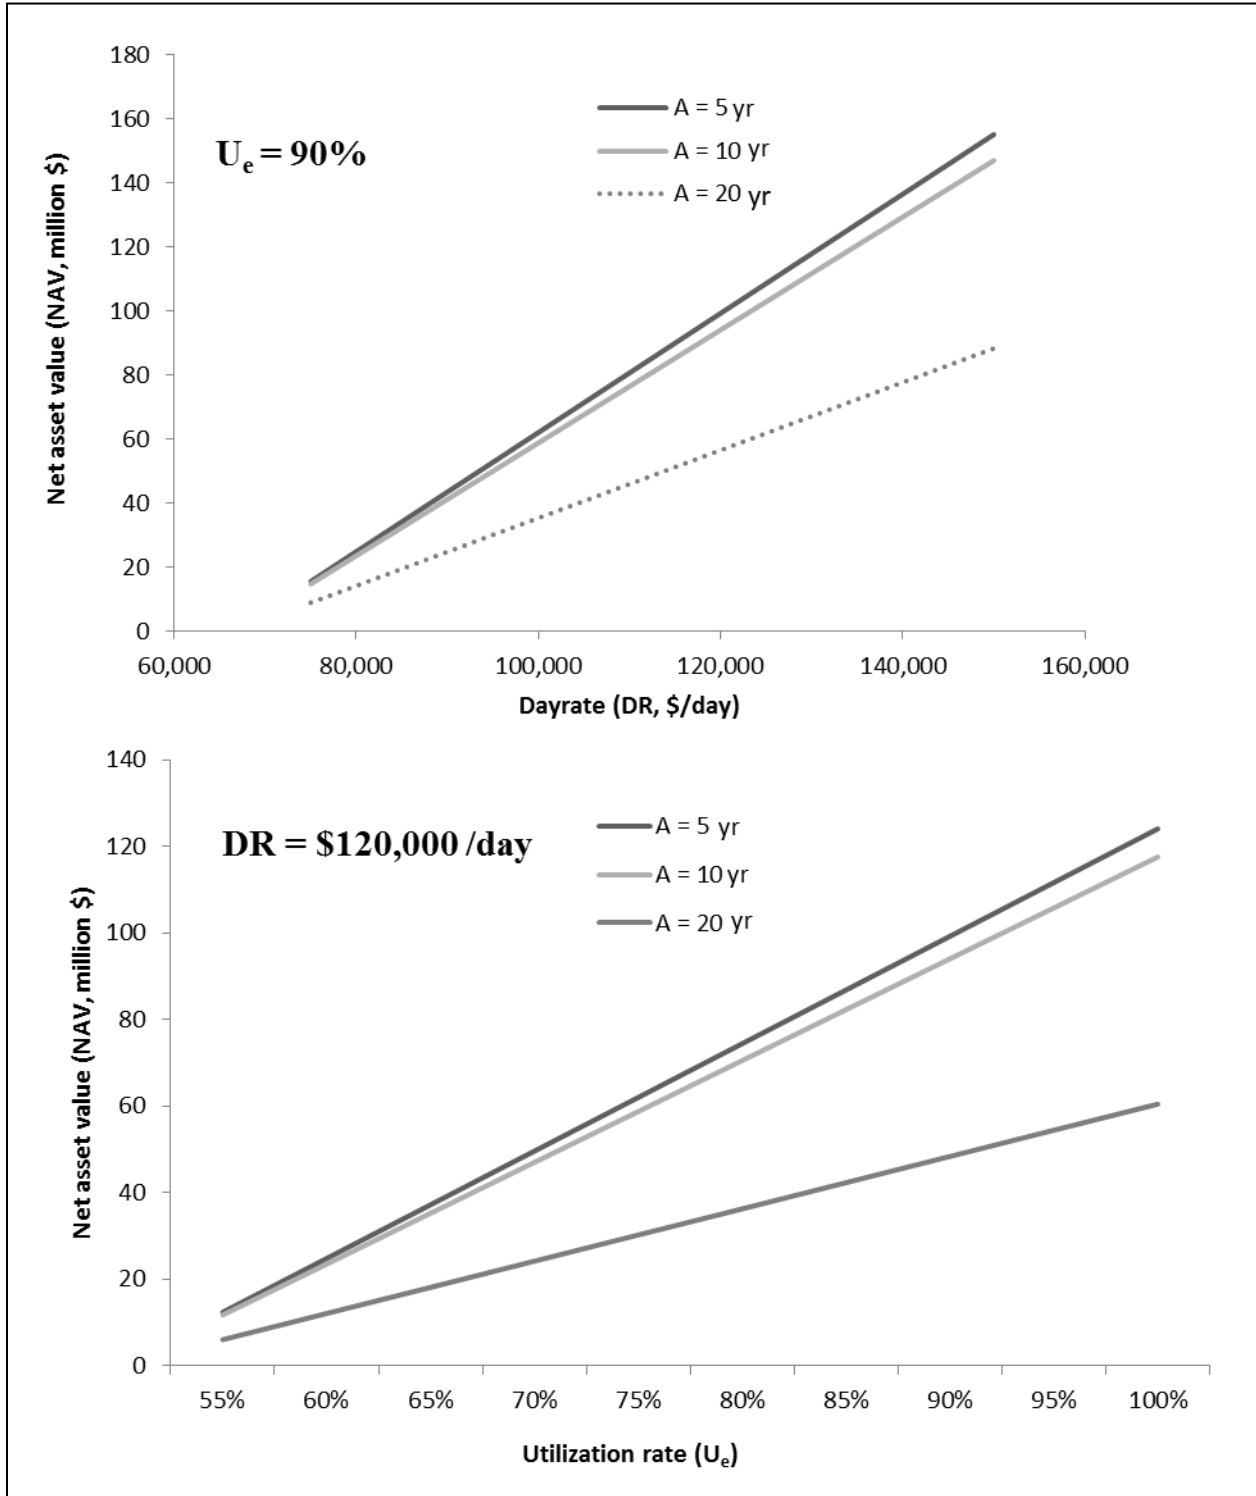 180
160
140
120
100
80
60
40
20
0
Net asset value (NAV, million $)
U_e = 90%
A = 5 yr
A = 10 yr
A = 20 yr
60,000 80,000 100,000 120,000 140,000 160,000
Dayrate (DR, $/day)
140
120
100
80
60
40
20
0
Net asset value (NAV, million $)
DR = $120,000 /day
A = 5 yr
A = 10 yr
A = 20 yr
55% 60% 65% 70% 75% 80% 85% 90% 95% 100%
Utilization rate (U_e)